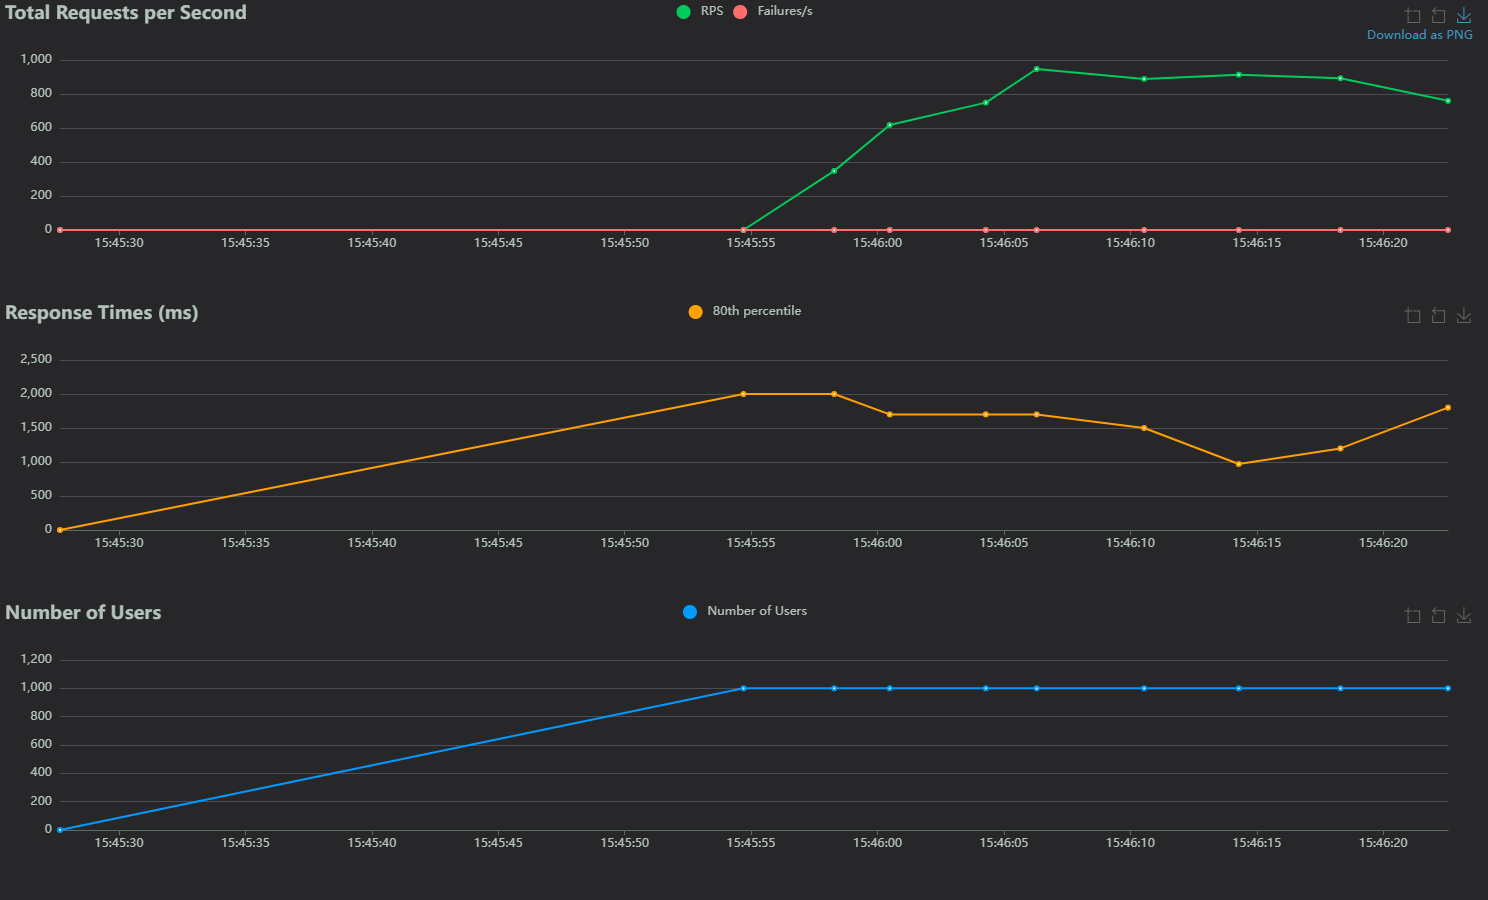 Total Requests per Second
RPS Failures/s
Download as PNG
1,000
800
600
400
200
0
15:45:30 15:45:35 15:45:40 15:45:45 15:45:50 15:45:55 15:46:00 15:46:05 15:46:10 15:46:15 15:46:20
Response Times (ms)
80th percentile
2,500
2,000
1,500
1,000
500
0
15:45:30 15:45:35 15:45:40 15:45:45 15:45:50 15:45:55 15:46:00 15:46:05 15:46:10 15:46:15 15:46:20
Number of Users
Number of Users
1,200
1,000
800
600
400
200
0
15:45:30 15:45:35 15:45:40 15:45:45 15:45:50 15:45:55 15:46:00 15:46:05 15:46:10 15:46:15 15:46:20